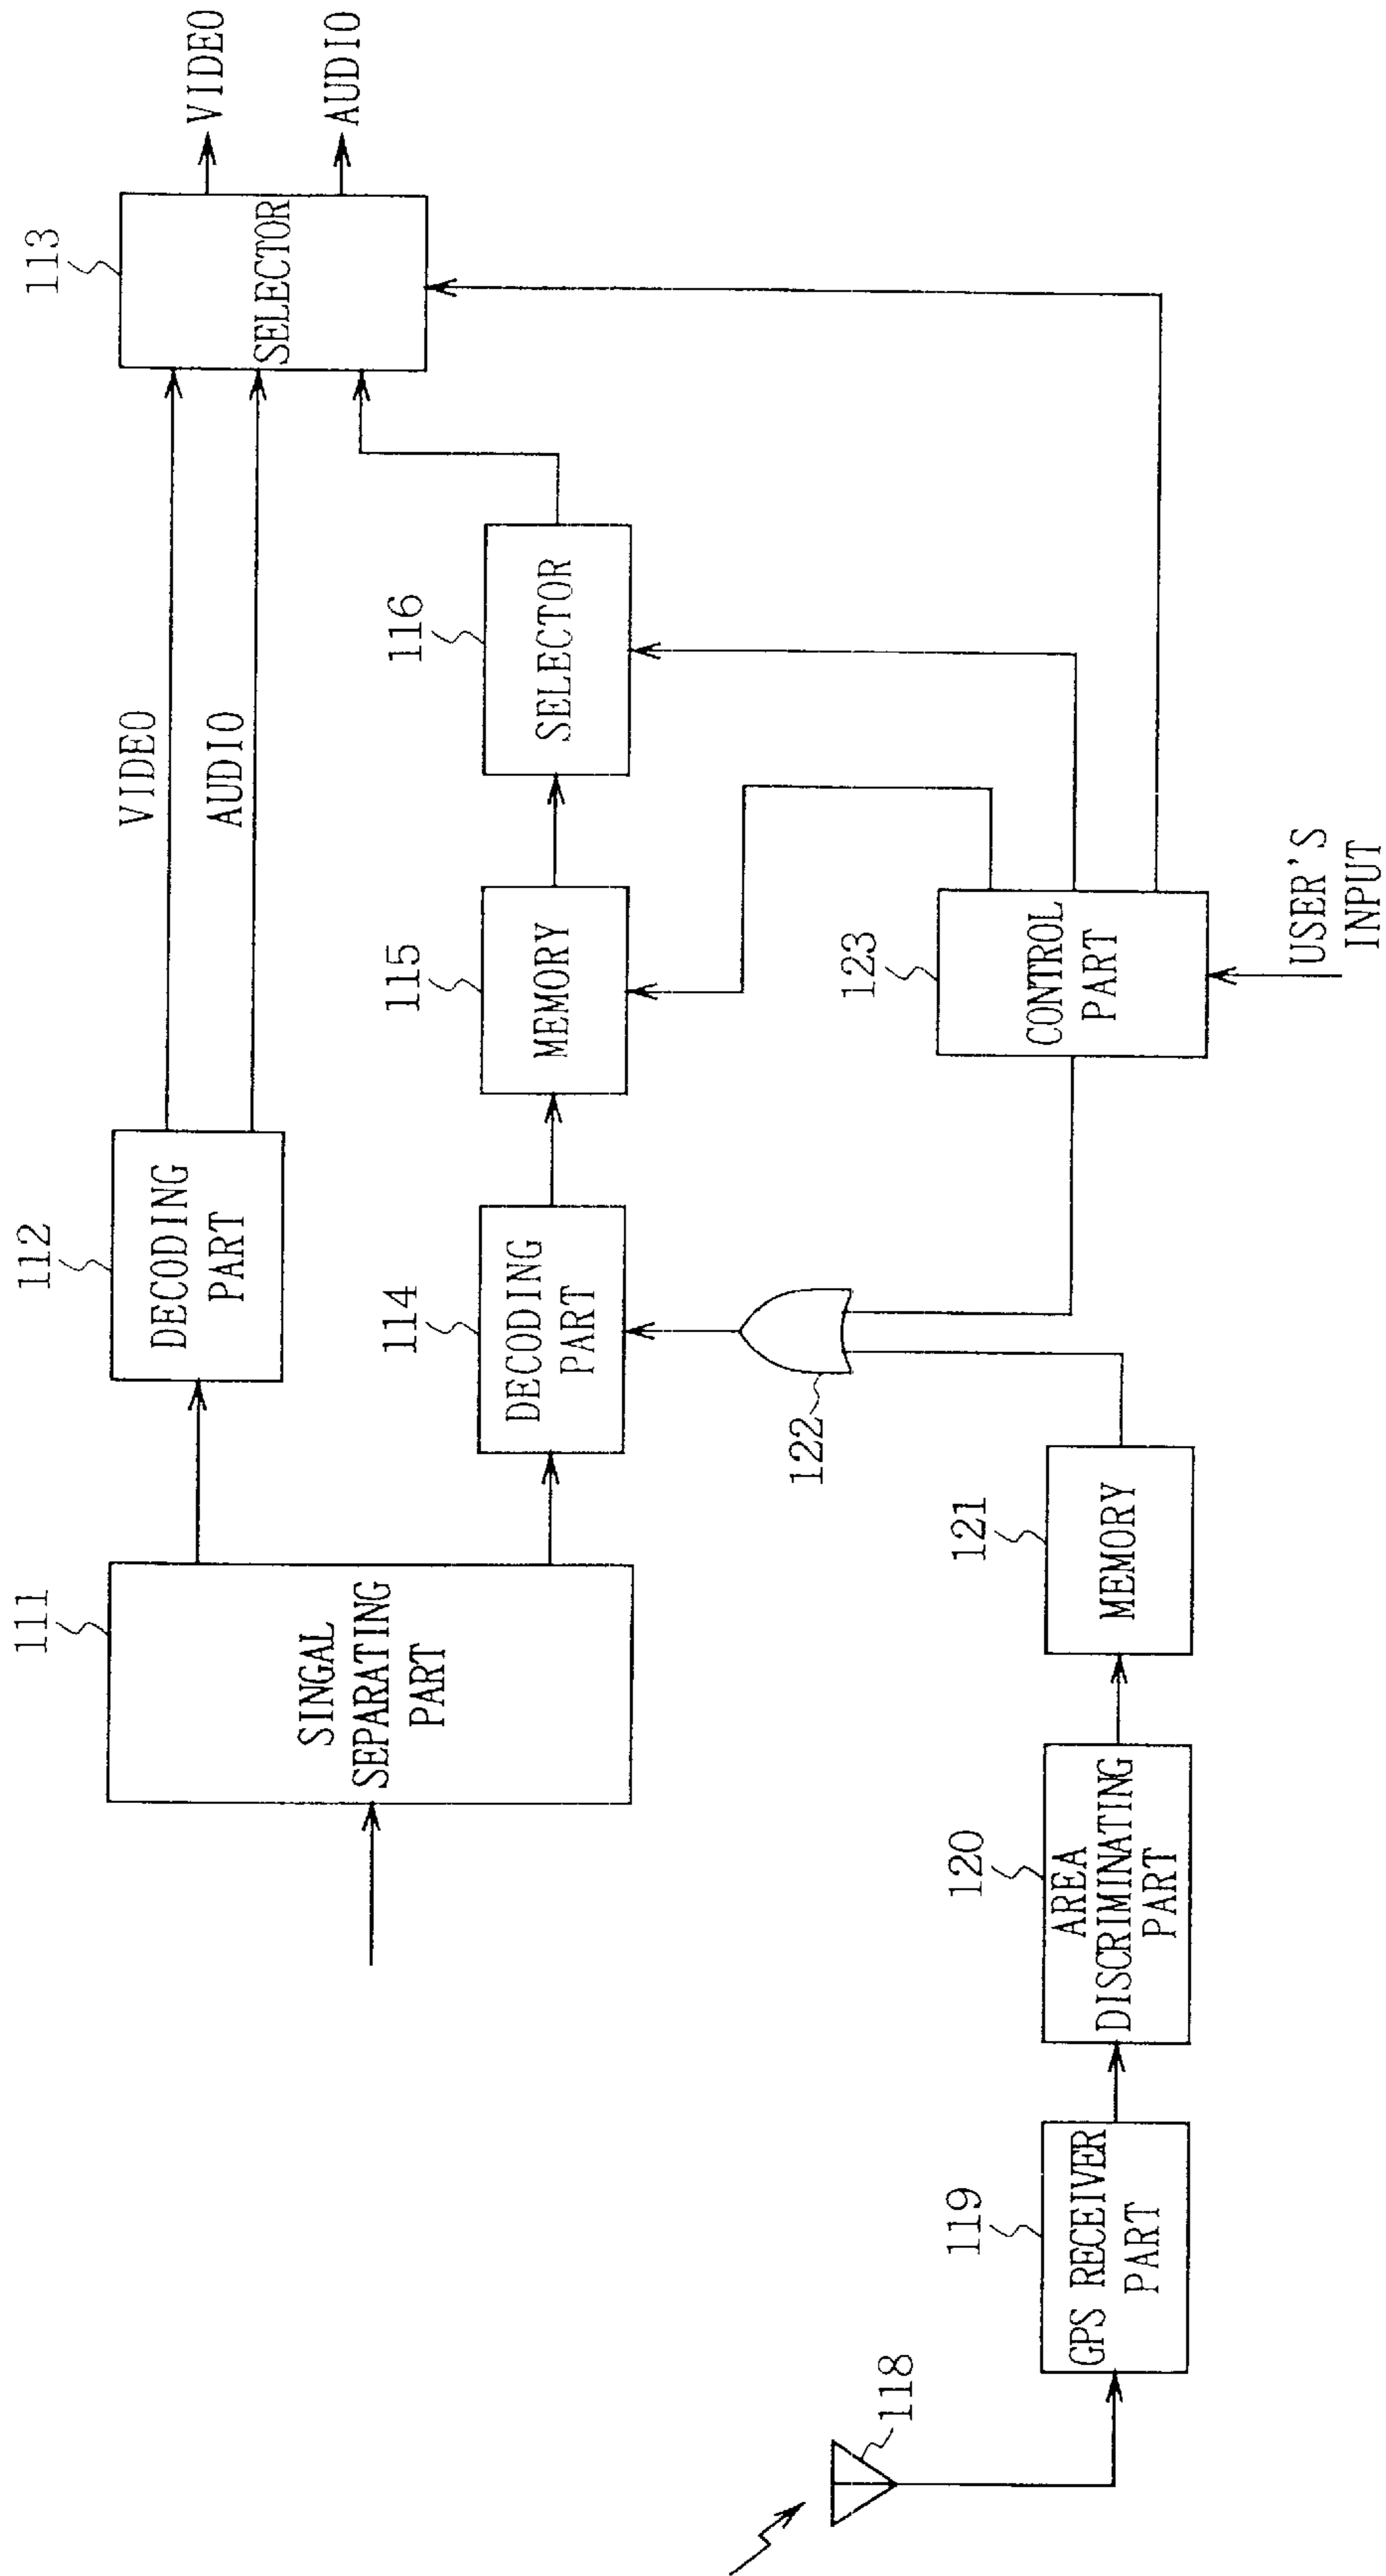 111
SINGAL
SEPARATING
PART
112
DECODING
PART
VIDEO
AUDIO
113
SELECTOR
VIDEO
AUDIO
114
DECODING
PART
115
MEMORY
116
SELECTOR
122
123
CONTROL
PART
USER'S
INPUT
118
119
GPS RECEIVER
PART
120
AREA
DISCRIMINATING
PART
121
MEMORY